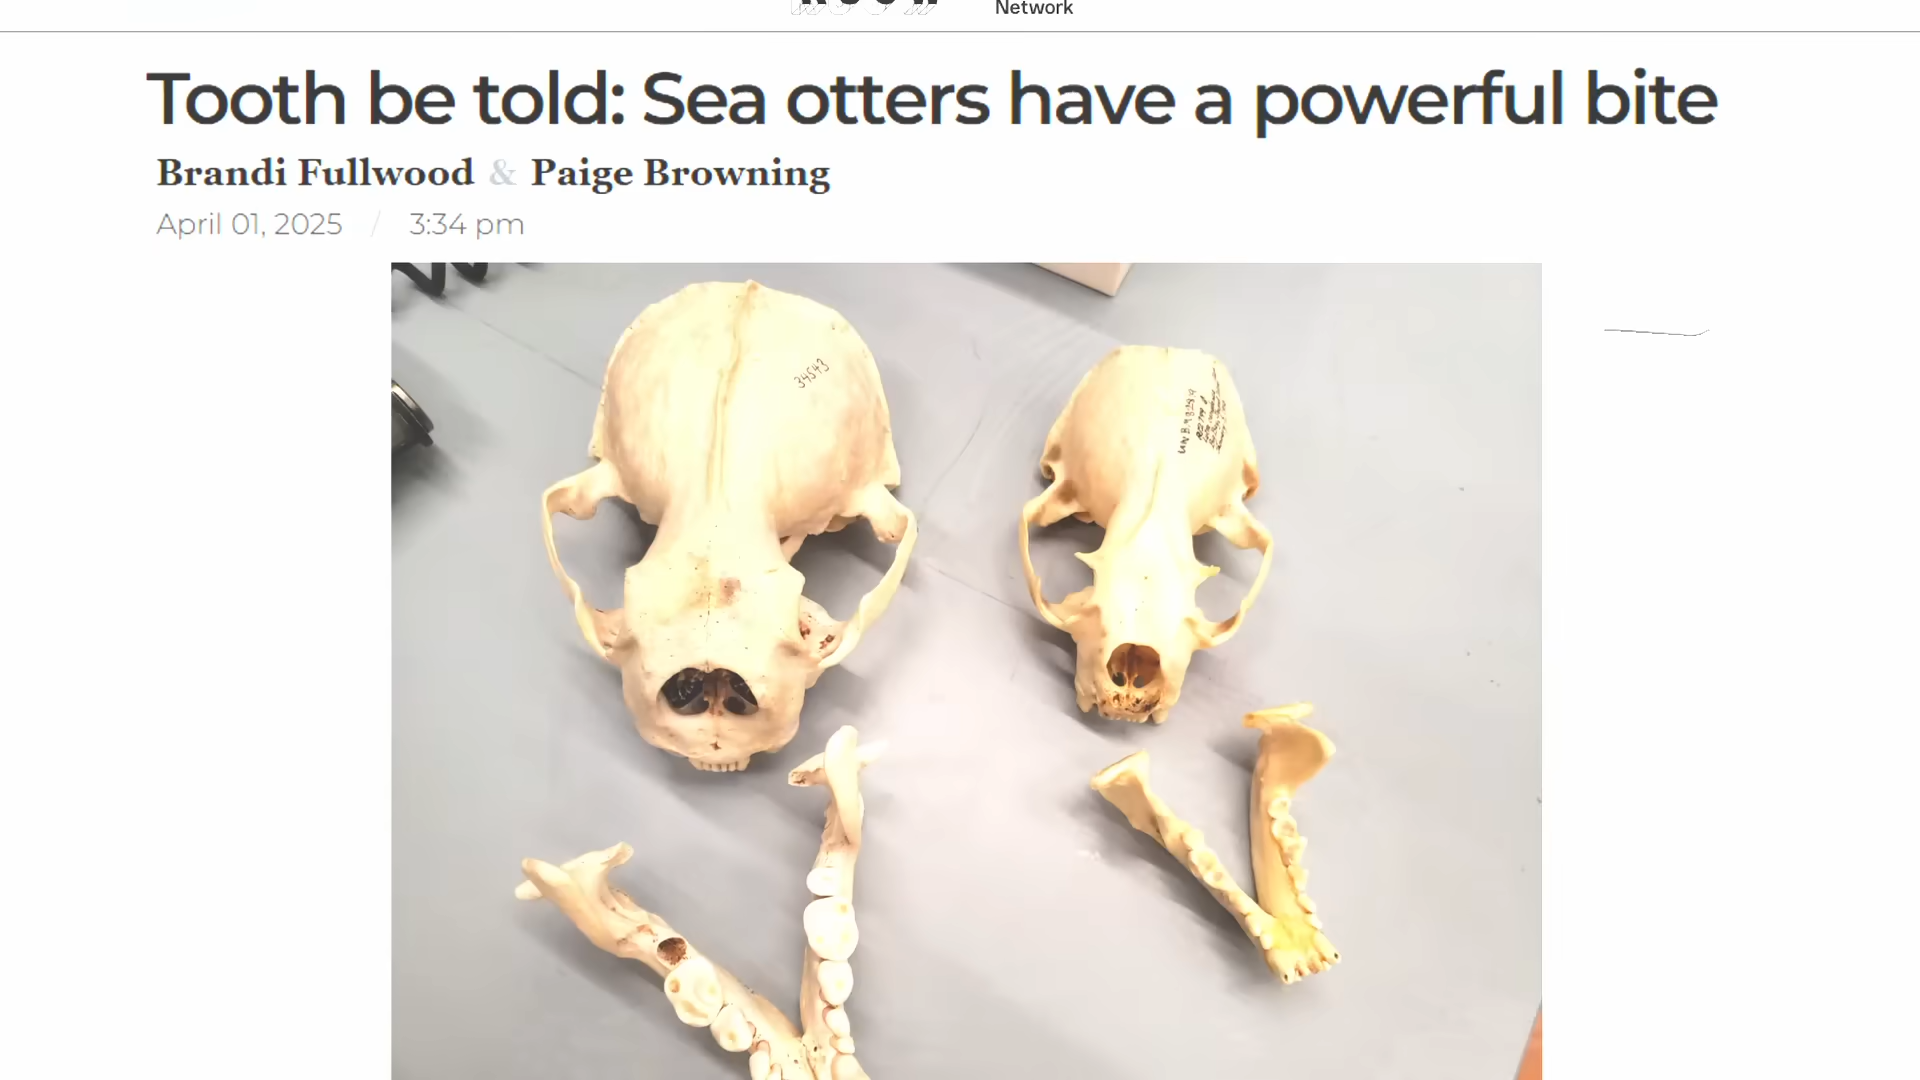 Network
Tooth be told: Sea otters have a powerful bite
Brandi Fullwood & Paige Browning
April 01, 2025 / 3:34 pm
34543